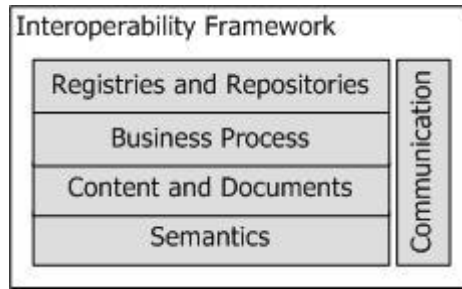 Interoperability Framework
Registries and Repositories
Business Process
Content and Documents
Semantics
Communication